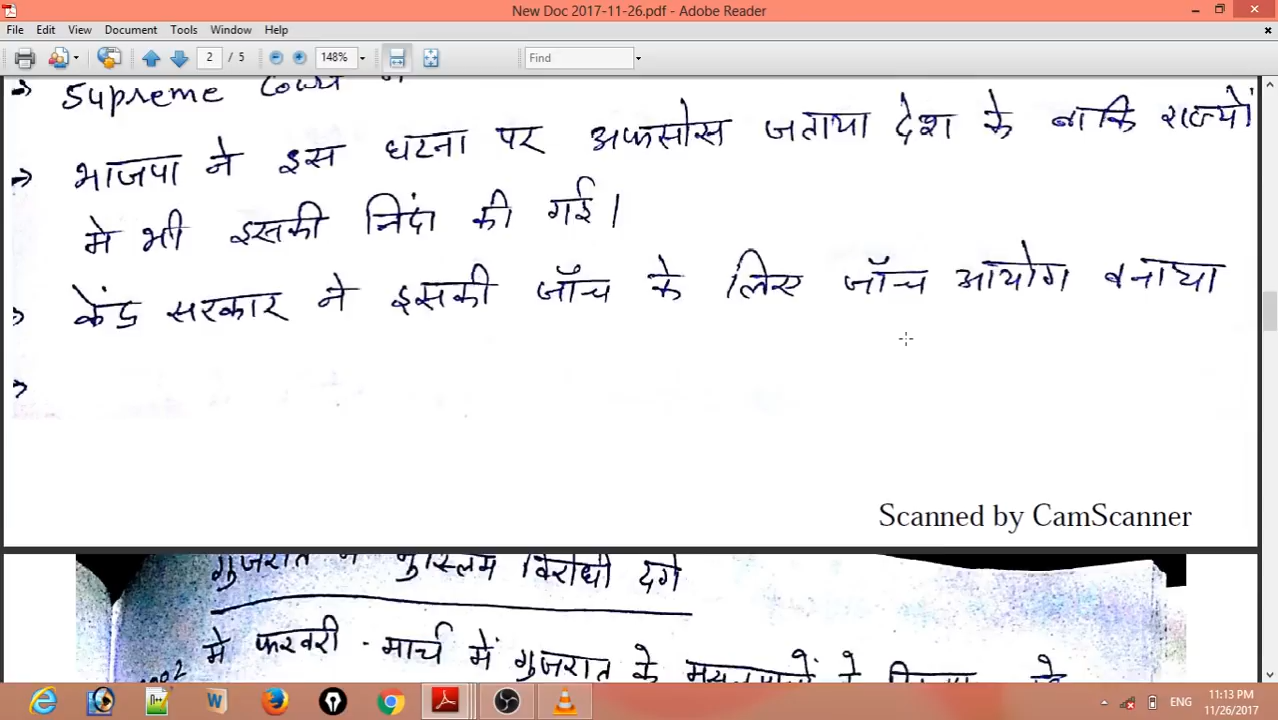 New Doc 2017-11-26.pdf - Adobe Reader
File Edit View Document Tools Window Help
2 / 5 148% Find
→ Supreme Court ने
→ भाजपा ने इस घटना पर अफसोस जताया देश के बाकि राज्यों
मे भी इसकी निंदा की गई।
→ केंद्र सरकार ने इसकी जॉच के लिए जॉच आयोग बनाया
→
Scanned by CamScanner
गुजरात मे मुस्लिम विरोधी दंगे
2002 मे फरवरी - मार्च में गुजरात के
ENG 11:13 PM
11/26/2017